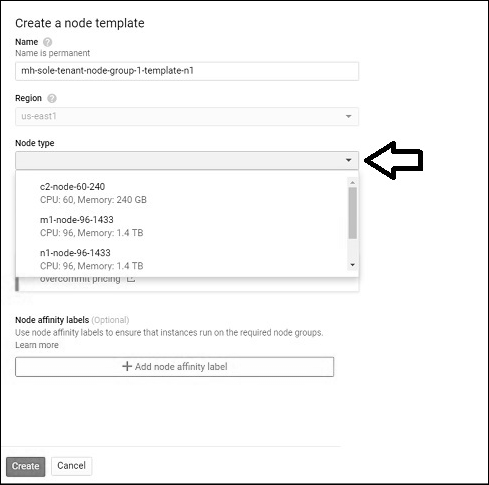 Create a node template
Name
Name is permanent
mh-sole-tenant-node-group-1-template-n1
Region
us-east1
Node type
c2-node-60-240
CPU: 60, Memory: 240 GB
m1-node-96-1433
CPU: 96, Memory: 1.4 TB
n1-node-96-1433
CPU: 96, Memory: 1.4 TB
overcommit pricing
Node affinity labels (Optional)
Use node affinity labels to ensure that instances run on the required node groups.
Learn more
+ Add node affinity label
Create Cancel